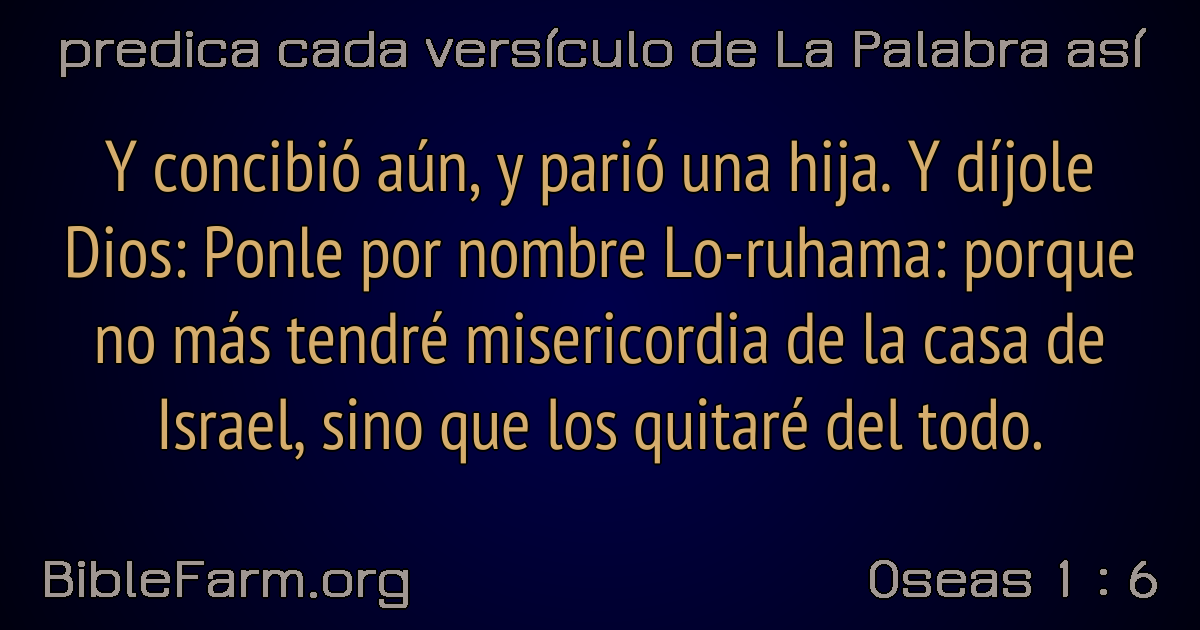 predica cada versículo de La Palabra así
Y concibió aún, y parió una hija. Y díjole
Dios: Ponle por nombre Lo-ruhama: porque
no más tendré misericordia de la casa de
Israel, sino que los quitaré del todo.
BibleFarm.org
Oseas 1 : 6